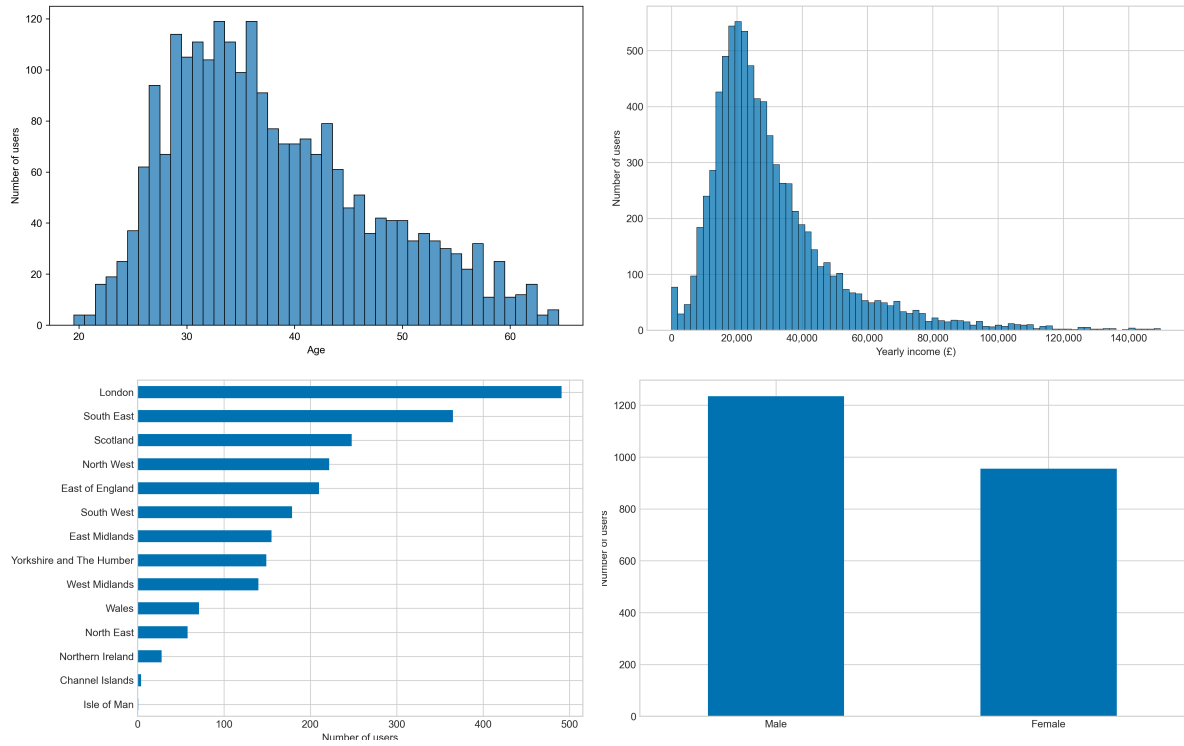 120
100
80
60
40
20
0
Number of users
20 30 40 50 60
Age
500
400
300
200
100
0
Number of users
0 20,000 40,000 60,000 80,000 100,000 120,000 140,000
Yearly income (£)
London
South East
Scotland
North West
East of England
South West
East Midlands
Yorkshire and The Humber
West Midlands
Wales
North East
Northern Ireland
Channel Islands
Isle of Man
0 100 200 300 400 500
Number of users
1200
1000
800
600
400
200
0
Number of users
Male Female